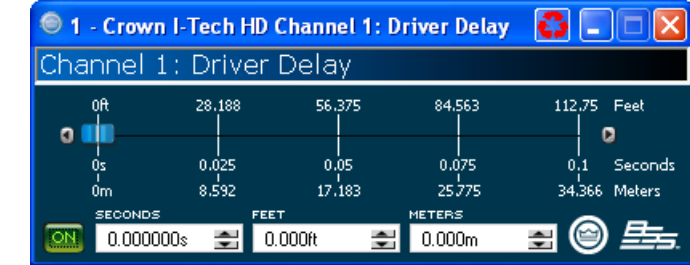 1 - Crown I-Tech HD Channel 1: Driver Delay
Channel 1: Driver Delay
0ft 28.188 56.375 84.563 112.75 Feet
0s 0.025 0.05 0.075 0.1 Seconds
0m 8.592 17.183 25.775 34.366 Meters
SECONDS FEET METERS
ON 0.000000s 0.000ft 0.000m BSS